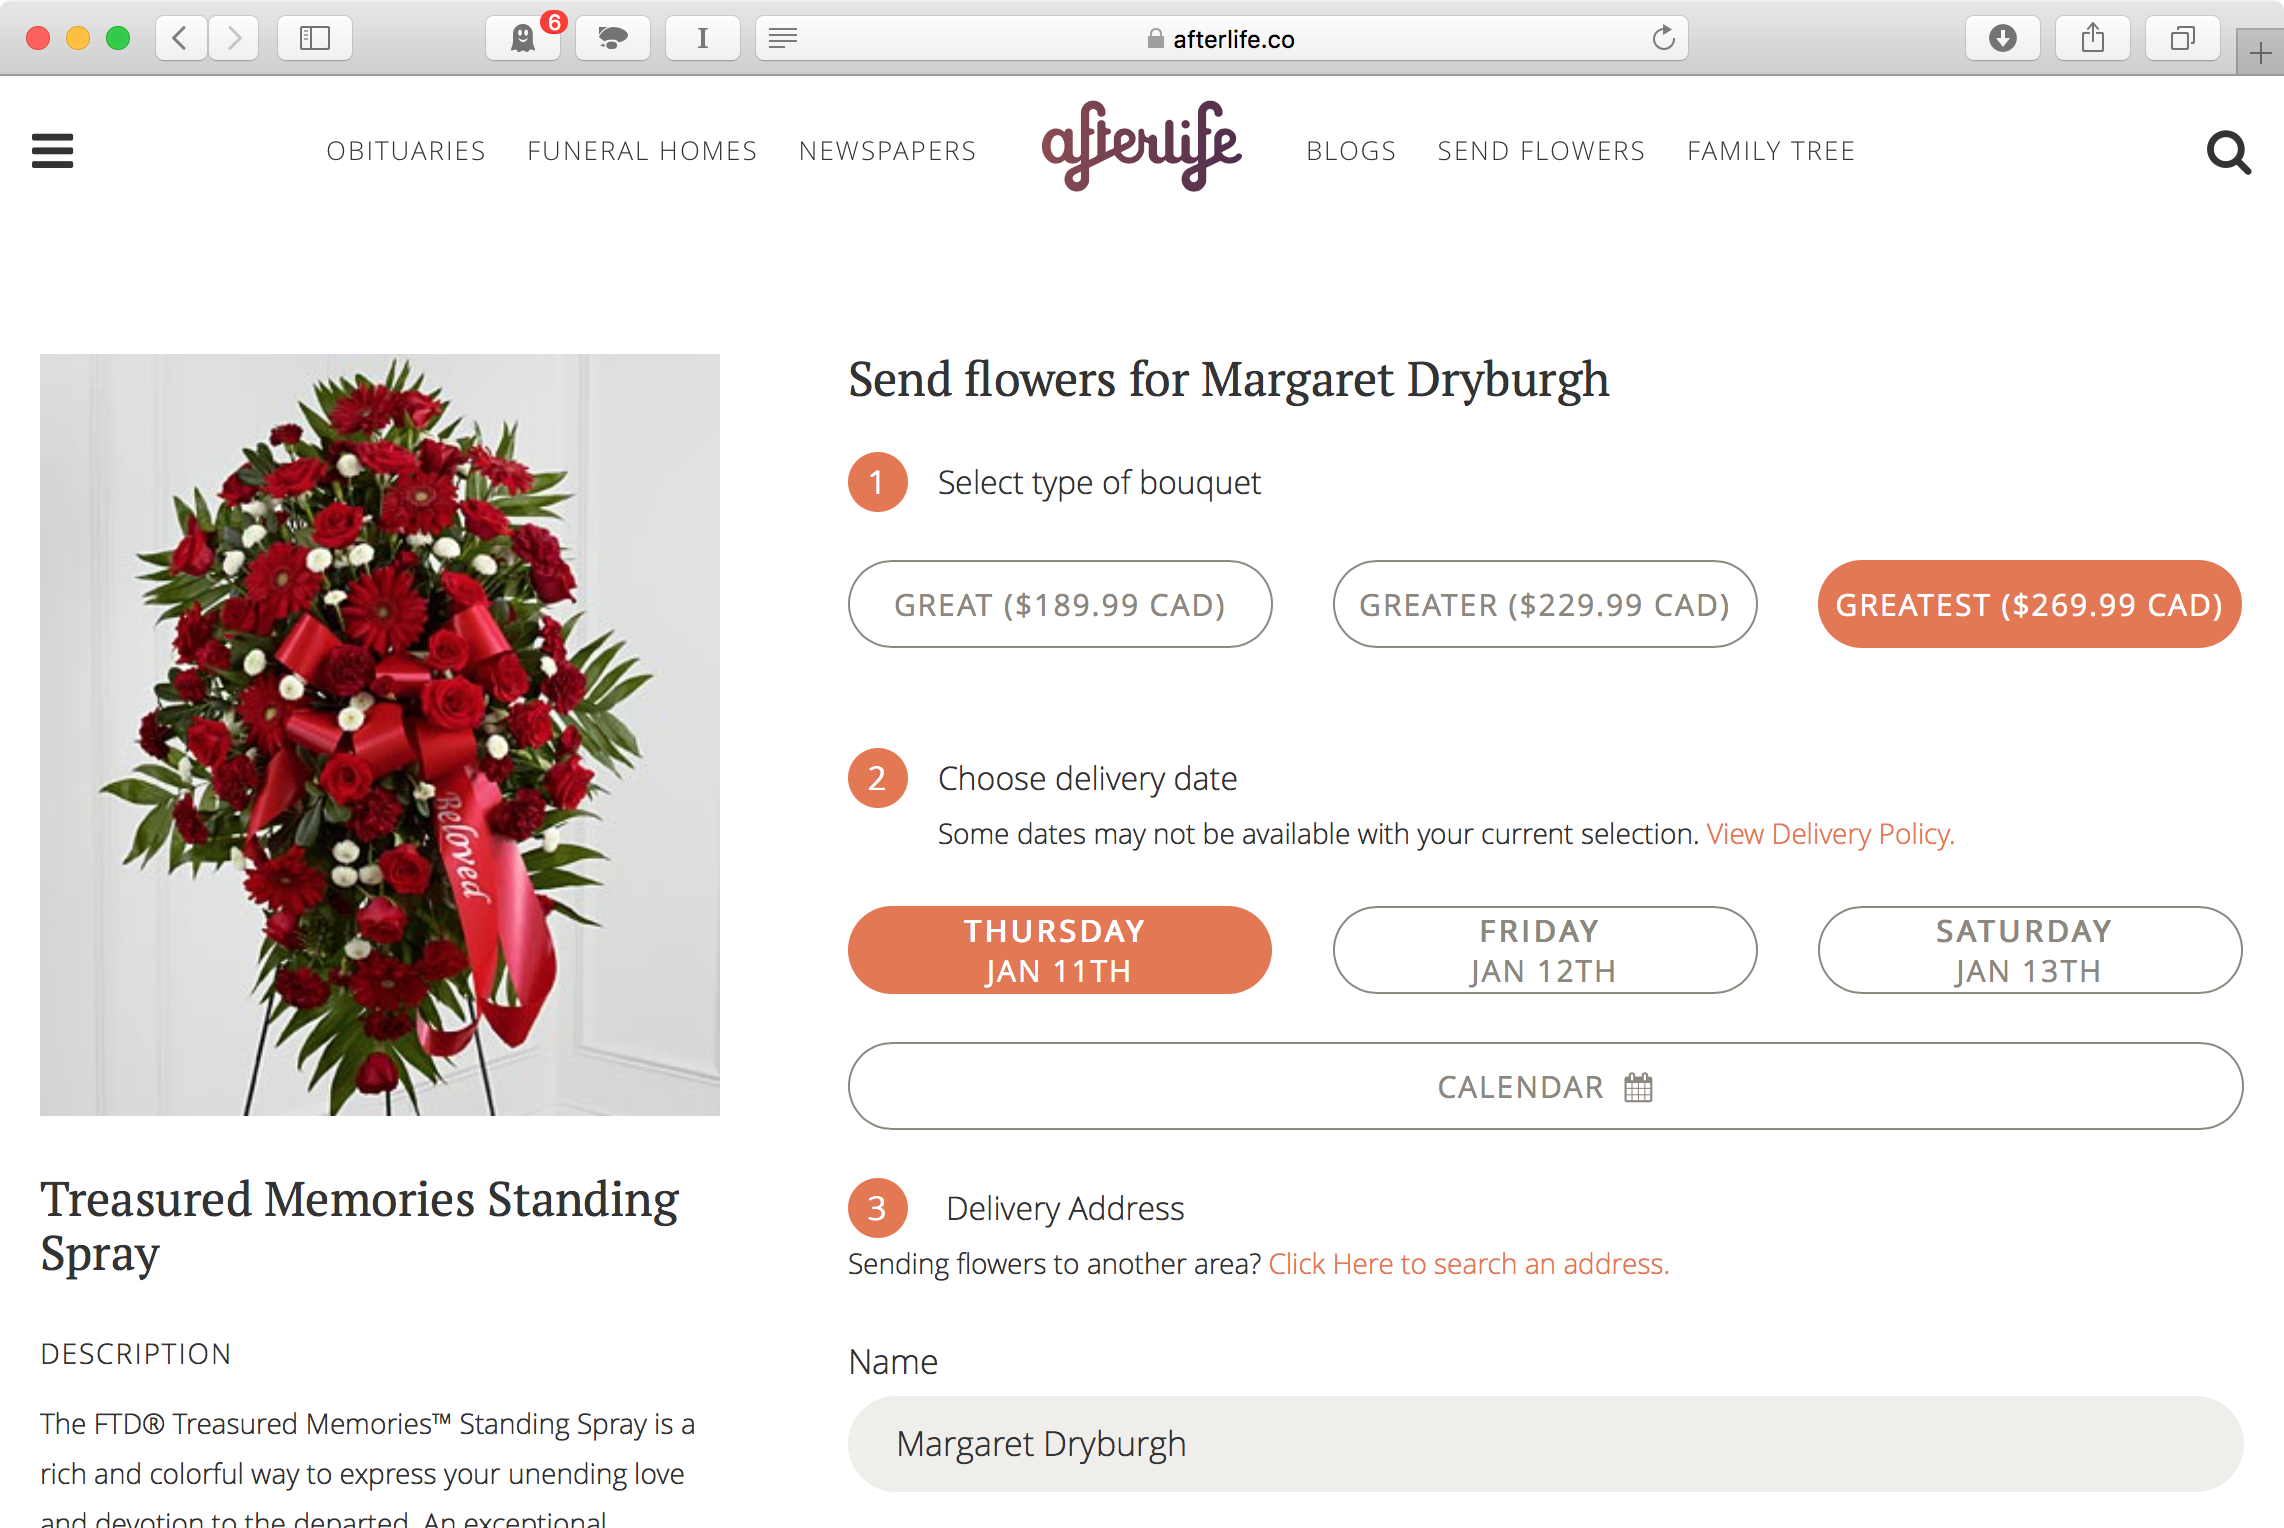 6
I
afterlife.co
OBITUARIES FUNERAL HOMES NEWSPAPERS afterlife BLOGS SEND FLOWERS FAMILY TREE
Beloved
Treasured Memories Standing
Spray
DESCRIPTION
The FTD® Treasured Memories™ Standing Spray is a
rich and colorful way to express your unending love
and devotion to the departed. An exceptional
Send flowers for Margaret Dryburgh
1 Select type of bouquet
GREAT ($189.99 CAD) GREATER ($229.99 CAD) GREATEST ($269.99 CAD)
2 Choose delivery date
Some dates may not be available with your current selection. View Delivery Policy.
THURSDAY FRIDAY SATURDAY
JAN 11TH JAN 12TH JAN 13TH
CALENDAR
3 Delivery Address
Sending flowers to another area? Click Here to search an address.
Name
Margaret Dryburgh